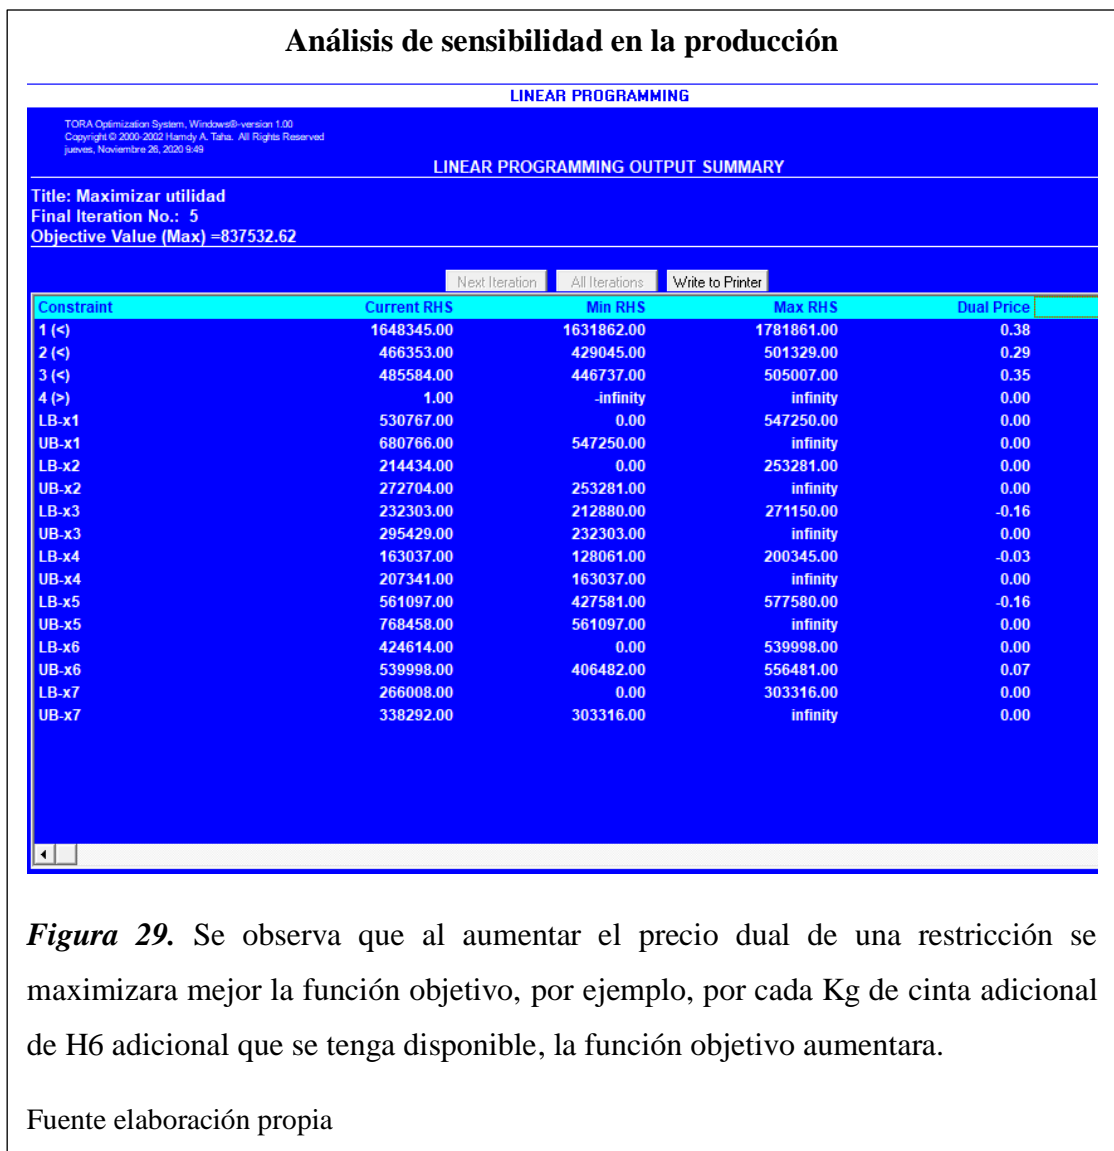 Análisis de sensibilidad en la producción
LINEAR PROGRAMMING
TORA Optimization System, Windows®-version 1.00
Copyright © 2000-2002 Hamdy A. Taha. All Rights Reserved
jueves, Noviembre 26, 2020 9:49
LINEAR PROGRAMMING OUTPUT SUMMARY
Title: Maximizar utilidad
Final Iteration No.: 5
Objective Value (Max) =837532.62
Next Iteration All Iterations Write to Printer
Constraint Current RHS Min RHS Max RHS Dual Price
1 (<) 1648345.00 1631862.00 1781861.00 0.38
2 (<) 466353.00 429045.00 501329.00 0.29
3 (<) 485584.00 446737.00 505007.00 0.35
4 (>) 1.00 -infinity infinity 0.00
LB-x1 530767.00 0.00 547250.00 0.00
UB-x1 680766.00 547250.00 infinity 0.00
LB-x2 214434.00 0.00 253281.00 0.00
UB-x2 272704.00 253281.00 infinity 0.00
LB-x3 232303.00 212880.00 271150.00 -0.16
UB-x3 295429.00 232303.00 infinity 0.00
LB-x4 163037.00 128061.00 200345.00 -0.03
UB-x4 207341.00 163037.00 infinity 0.00
LB-x5 561097.00 427581.00 577580.00 -0.16
UB-x5 768458.00 561097.00 infinity 0.00
LB-x6 424614.00 0.00 539998.00 0.00
UB-x6 539998.00 406482.00 556481.00 0.07
LB-x7 266008.00 0.00 303316.00 0.00
UB-x7 338292.00 303316.00 infinity 0.00
Figura 29. Se observa que al aumentar el precio dual de una restricción se
maximizara mejor la función objetivo, por ejemplo, por cada Kg de cinta adicional
de H6 adicional que se tenga disponible, la función objetivo aumentara.
Fuente elaboración propia